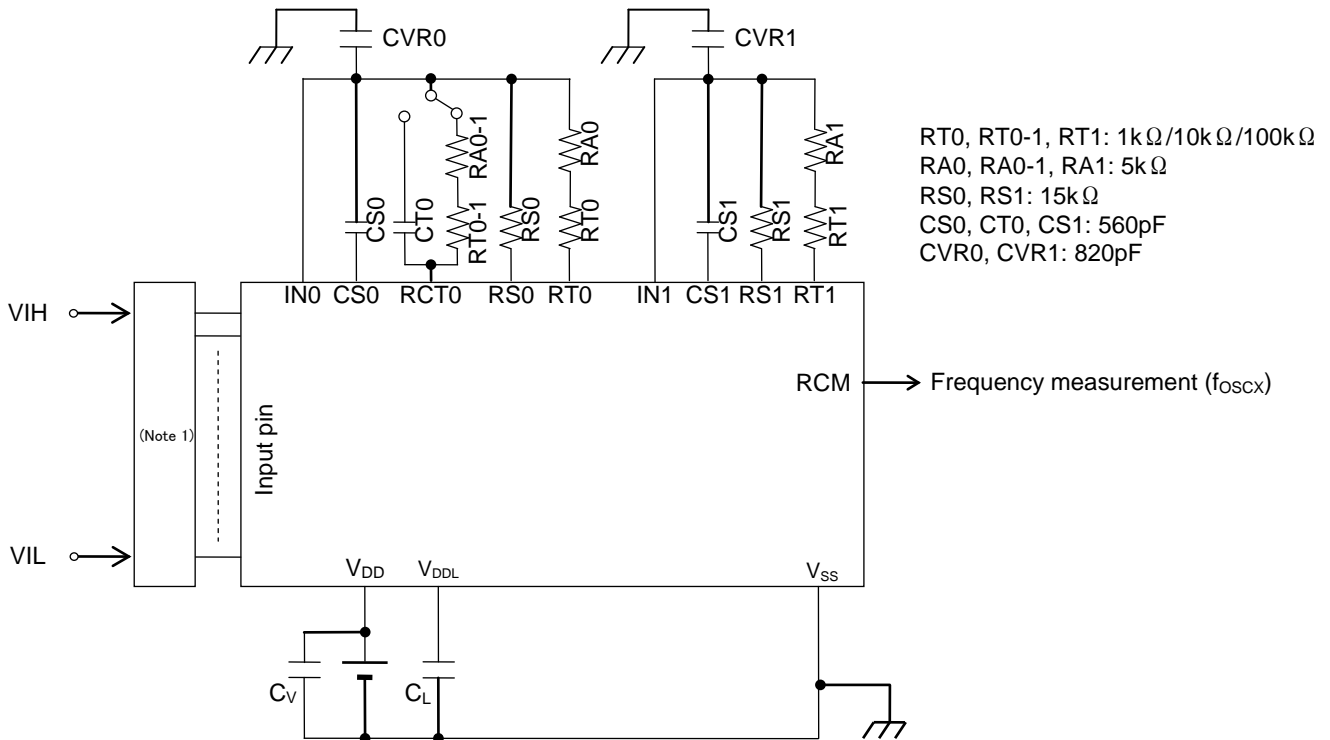 CVR0
CVR1
CS0
CT0
RA0-1
RT0-1
RS0
RA0
RT0
CS1
RS1
RA1
RT1
RT0, RT0-1, RT1: 1kΩ/10kΩ/100kΩ
RA0, RA0-1, RA1: 5kΩ
RS0, RS1: 15kΩ
CS0, CT0, CS1: 560pF
CVR0, CVR1: 820pF
IN0 CS0 RCT0 RS0 RT0 IN1 CS1 RS1 RT1
VIH
(Note 1)
Input pin
RCM
Frequency measurement (fOSCX)
VIL
VDD
VDDL
VSS
CV
CL